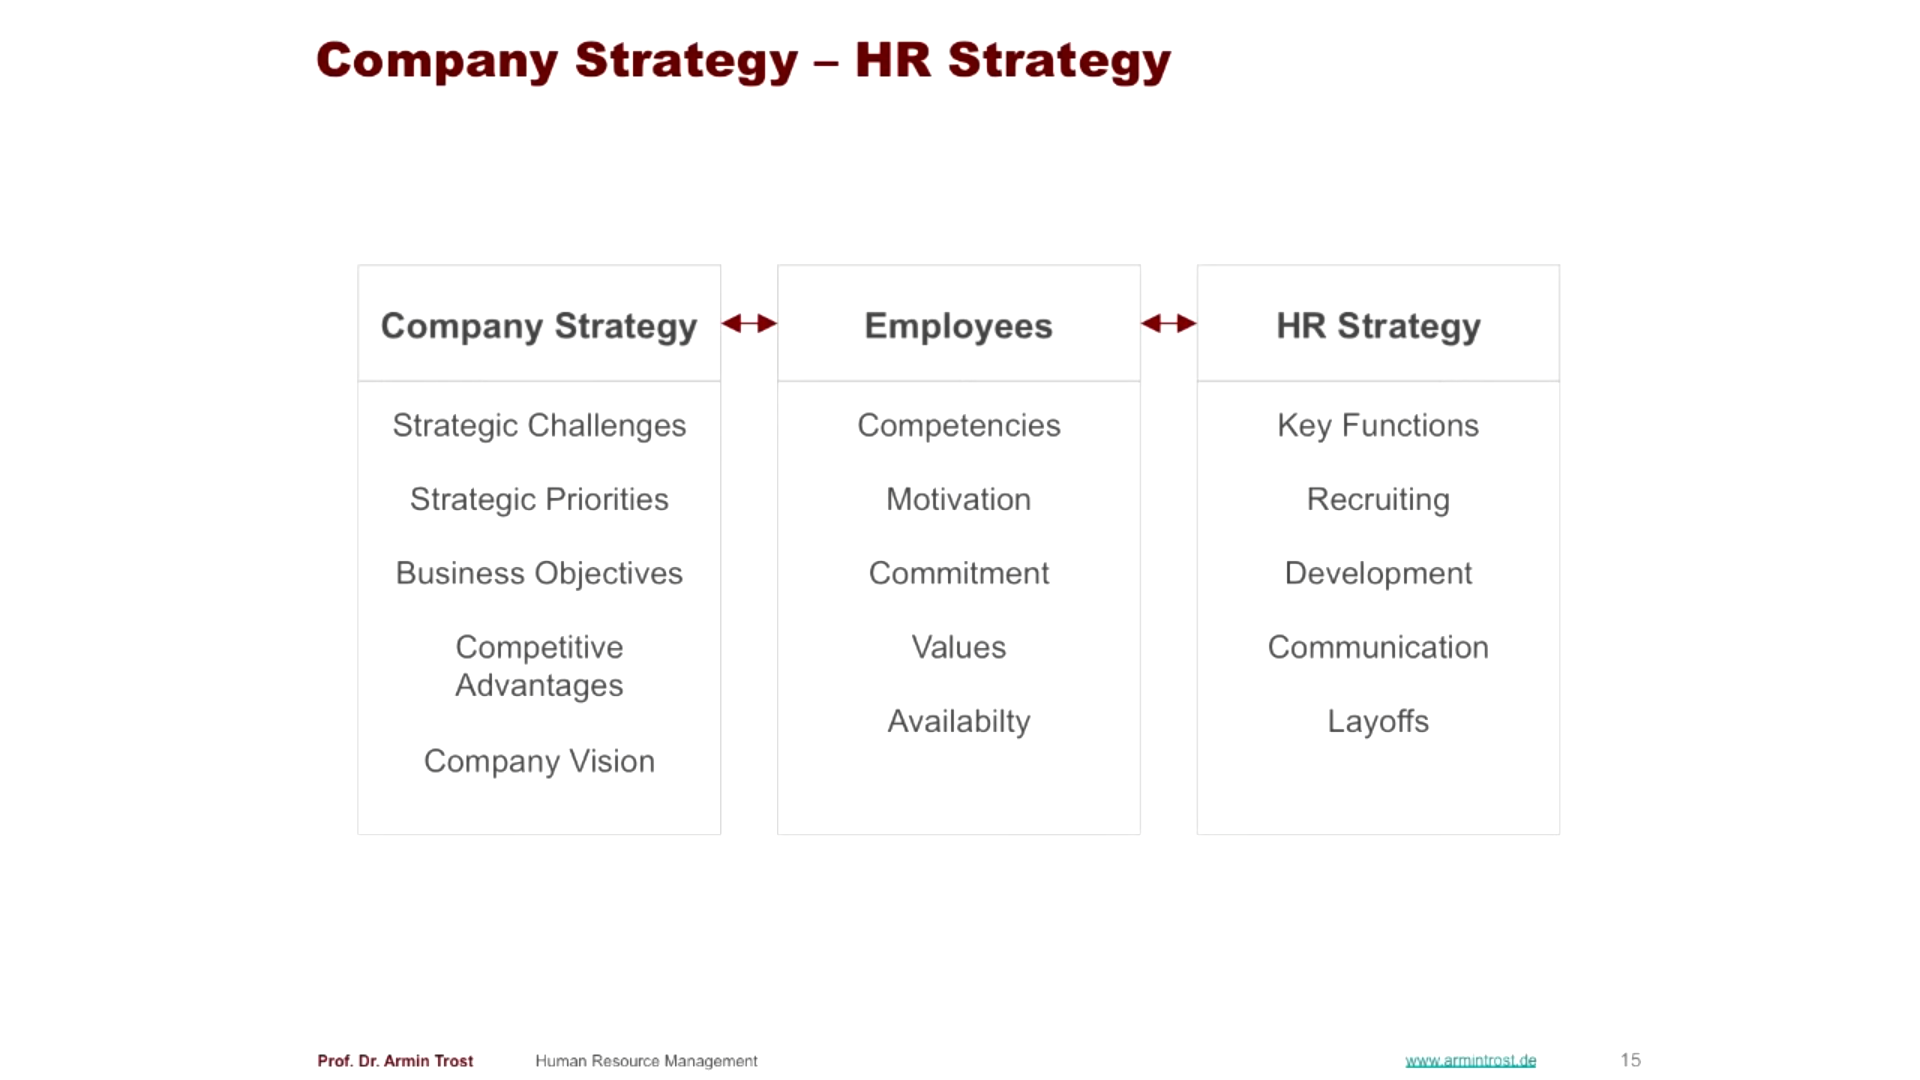 Company Strategy – HR Strategy
Company Strategy
Strategic Challenges
Strategic Priorities
Business Objectives
Competitive
Advantages
Company Vision
Employees
Competencies
Motivation
Commitment
Values
Availabilty
HR Strategy
Key Functions
Recruiting
Development
Communication
Layoffs
Prof. Dr. Armin Trost
Human Resource Management
www.armintrost.de
15